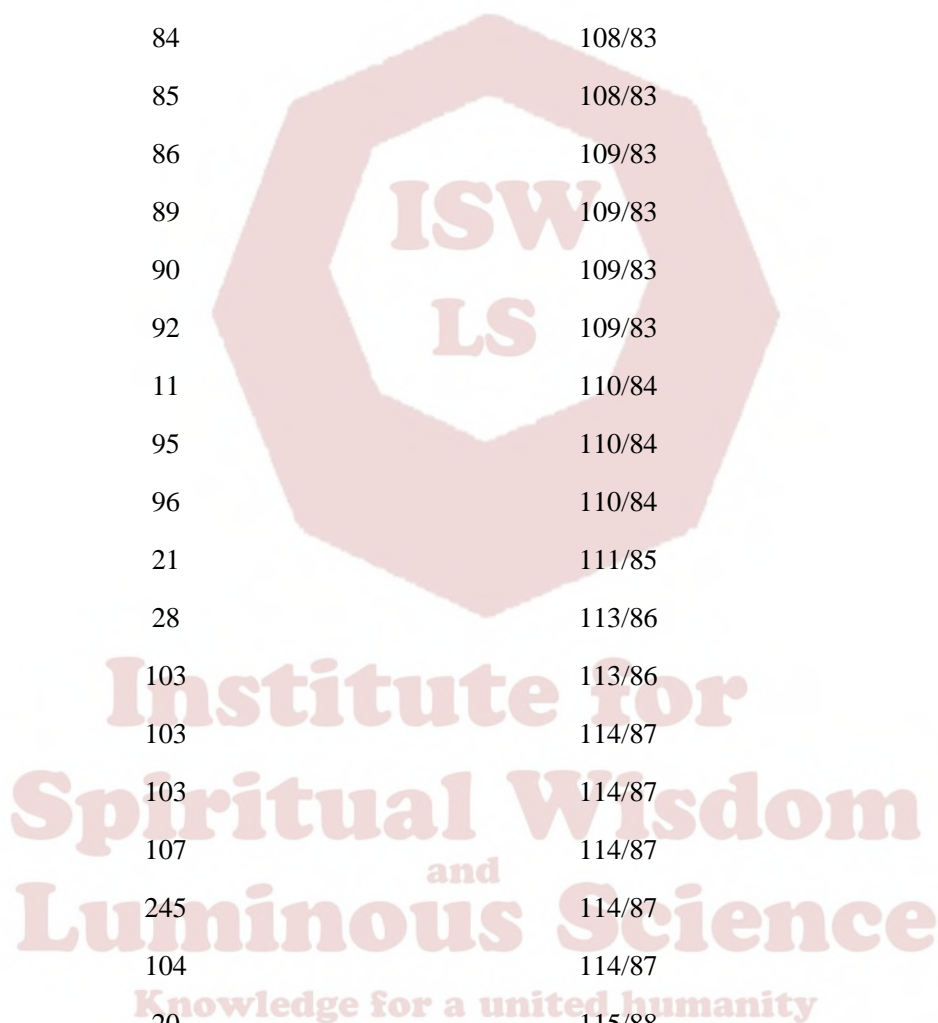 84 108/83
85 108/83
86 109/83
ISW
89 109/83
90 109/83
LS
92 109/83
11 110/84
95 110/84
96 110/84
21 111/85
28 113/86
Institute for
103 113/86
103 114/87
Spiritual Wisdom
103 114/87
107 114/87
and
Luminous Science
245 114/87
104 114/87
Knowledge for a united humanity
20 115/88